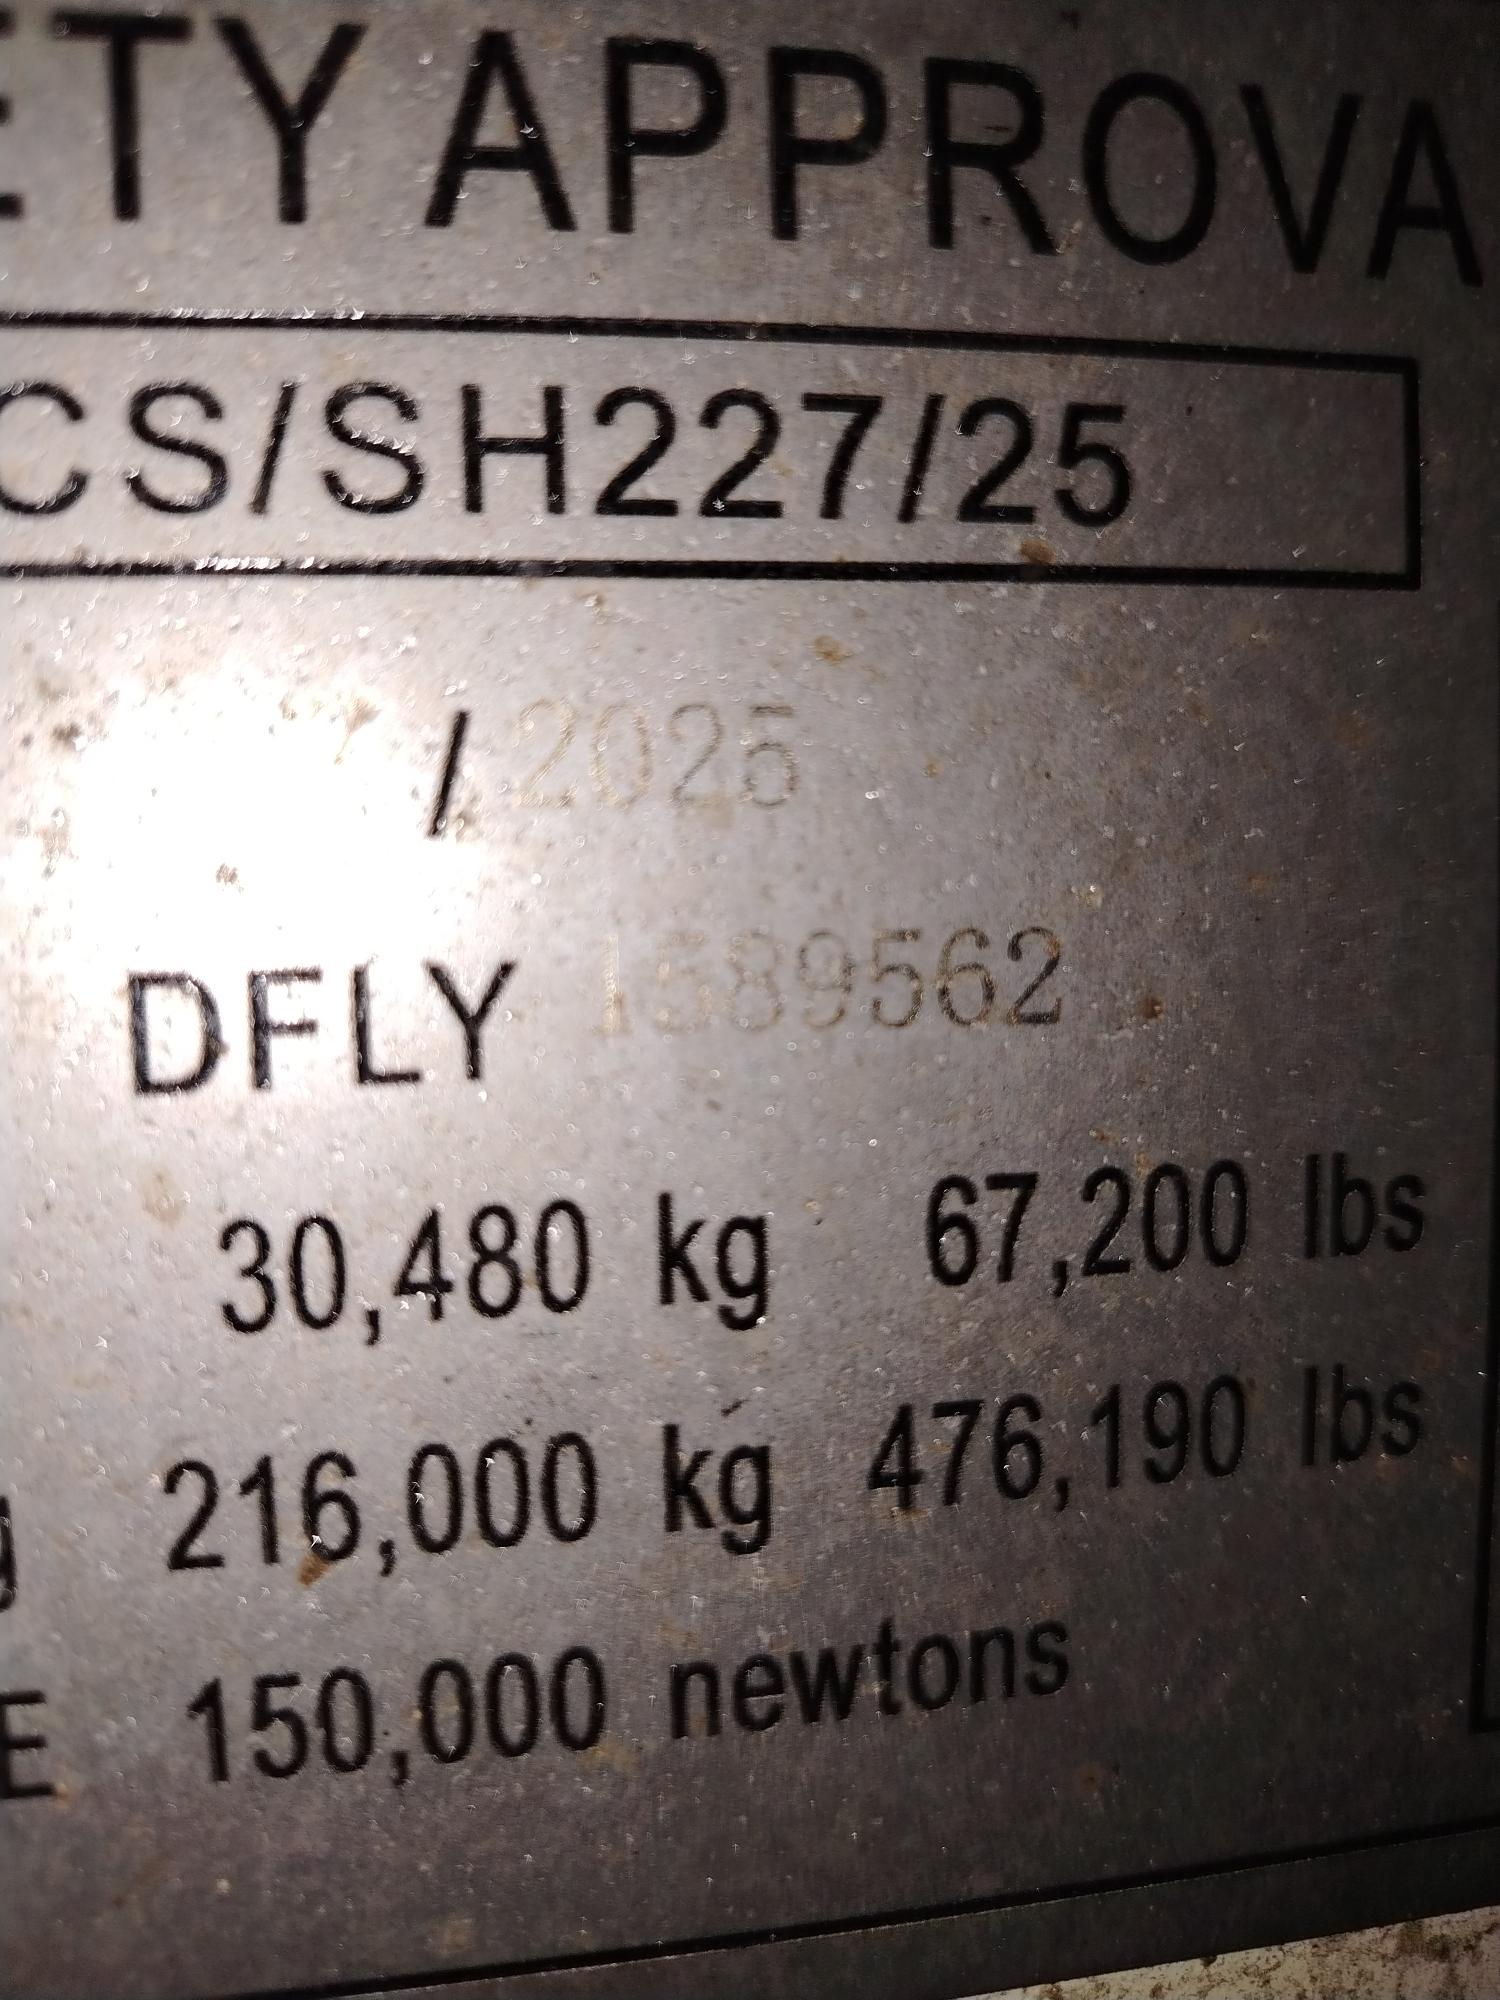 ETY APPROVA
CS/SH227/25
/ 2025
DFLY 1589562
30,480 kg 67,200 lbs
g 216,000 kg 476,190 lbs
E 150,000 newtons